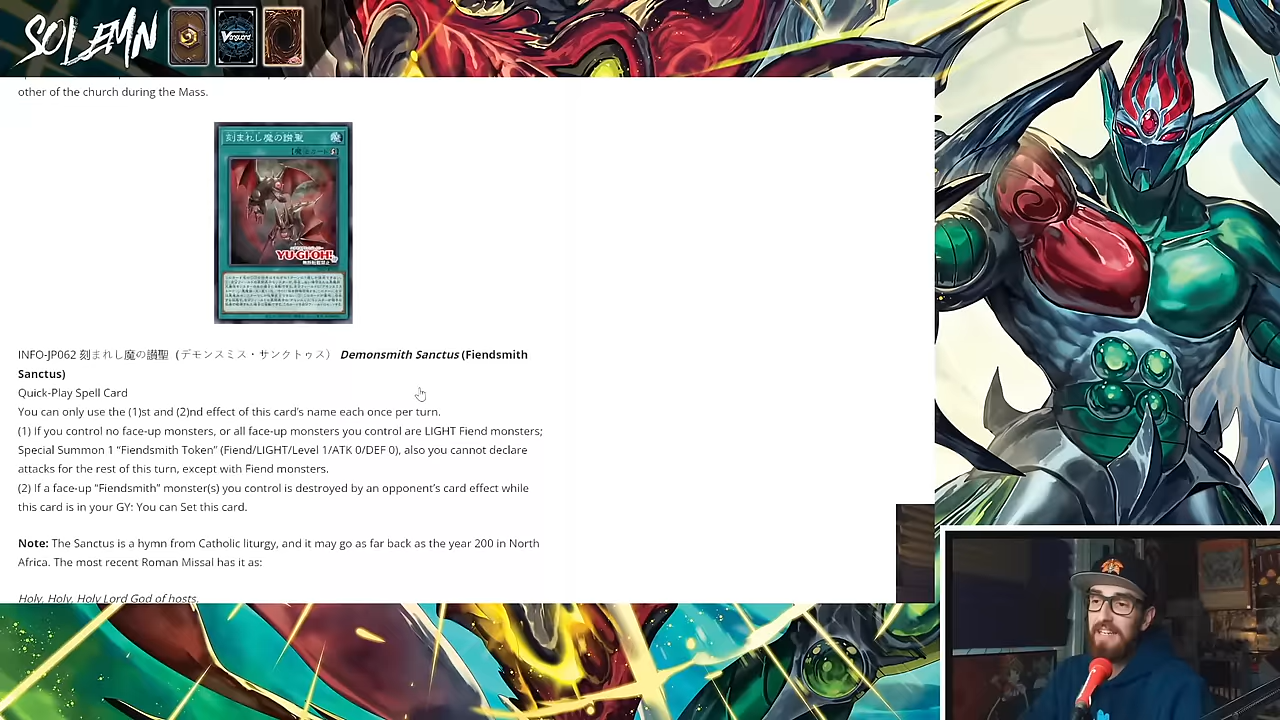 SOLEMN
Vanguard
other of the church during the Mass.
刻まれし魔の讃聖
YU-GI-OH!
INFO-JP062 刻まれし魔の讃聖 (デモンスミス・サンクトゥス) Demonsmith Sanctus (Fiendsmith
Sanctus)
Quick-Play Spell Card
You can only use the (1)st and (2)nd effect of this card's name each once per turn.
(1) If you control no face-up monsters, or all face-up monsters you control are LIGHT Fiend monsters;
Special Summon 1 “Fiendsmith Token” (Fiend/LIGHT/Level 1/ATK 0/DEF 0), also you cannot declare
attacks for the rest of this turn, except with Fiend monsters.
(2) If a face-up “Fiendsmith” monster(s) you control is destroyed by an opponent's card effect while
this card is in your GY: You can Set this card.
Note: The Sanctus is a hymn from Catholic liturgy, and it may go as far back as the year 200 in North
Africa. The most recent Roman Missal has it as:
Holy, Holy, Holy Lord God of hosts.